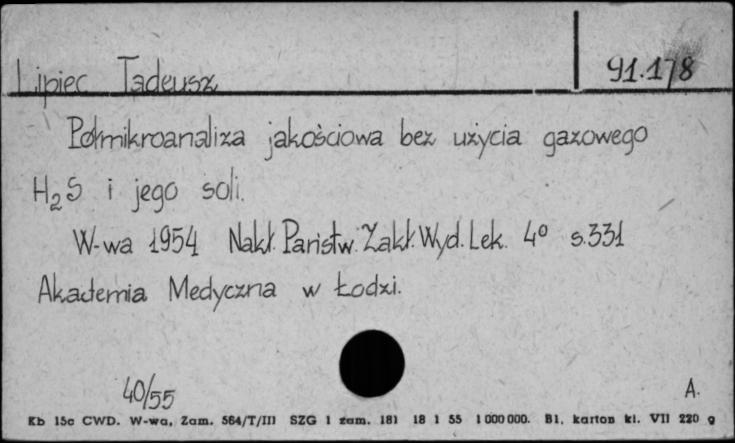 Lipiec Tadeusz 91.178
Półmikroanaliza jakościowa bez użycia gazowego
H₂S i jego soli.
W-wa 1954 Nakł. Państw. Zakł. Wyd. Lek. 4° s. 331
Akademia Medyczna w Łodzi.
40/55 A.
Kb 15c CWD. W-wa, Zam. 564/T/III SZG 1 zam. 181 18 1 55 1 000 000. Bł. karton kl. VII 220 g